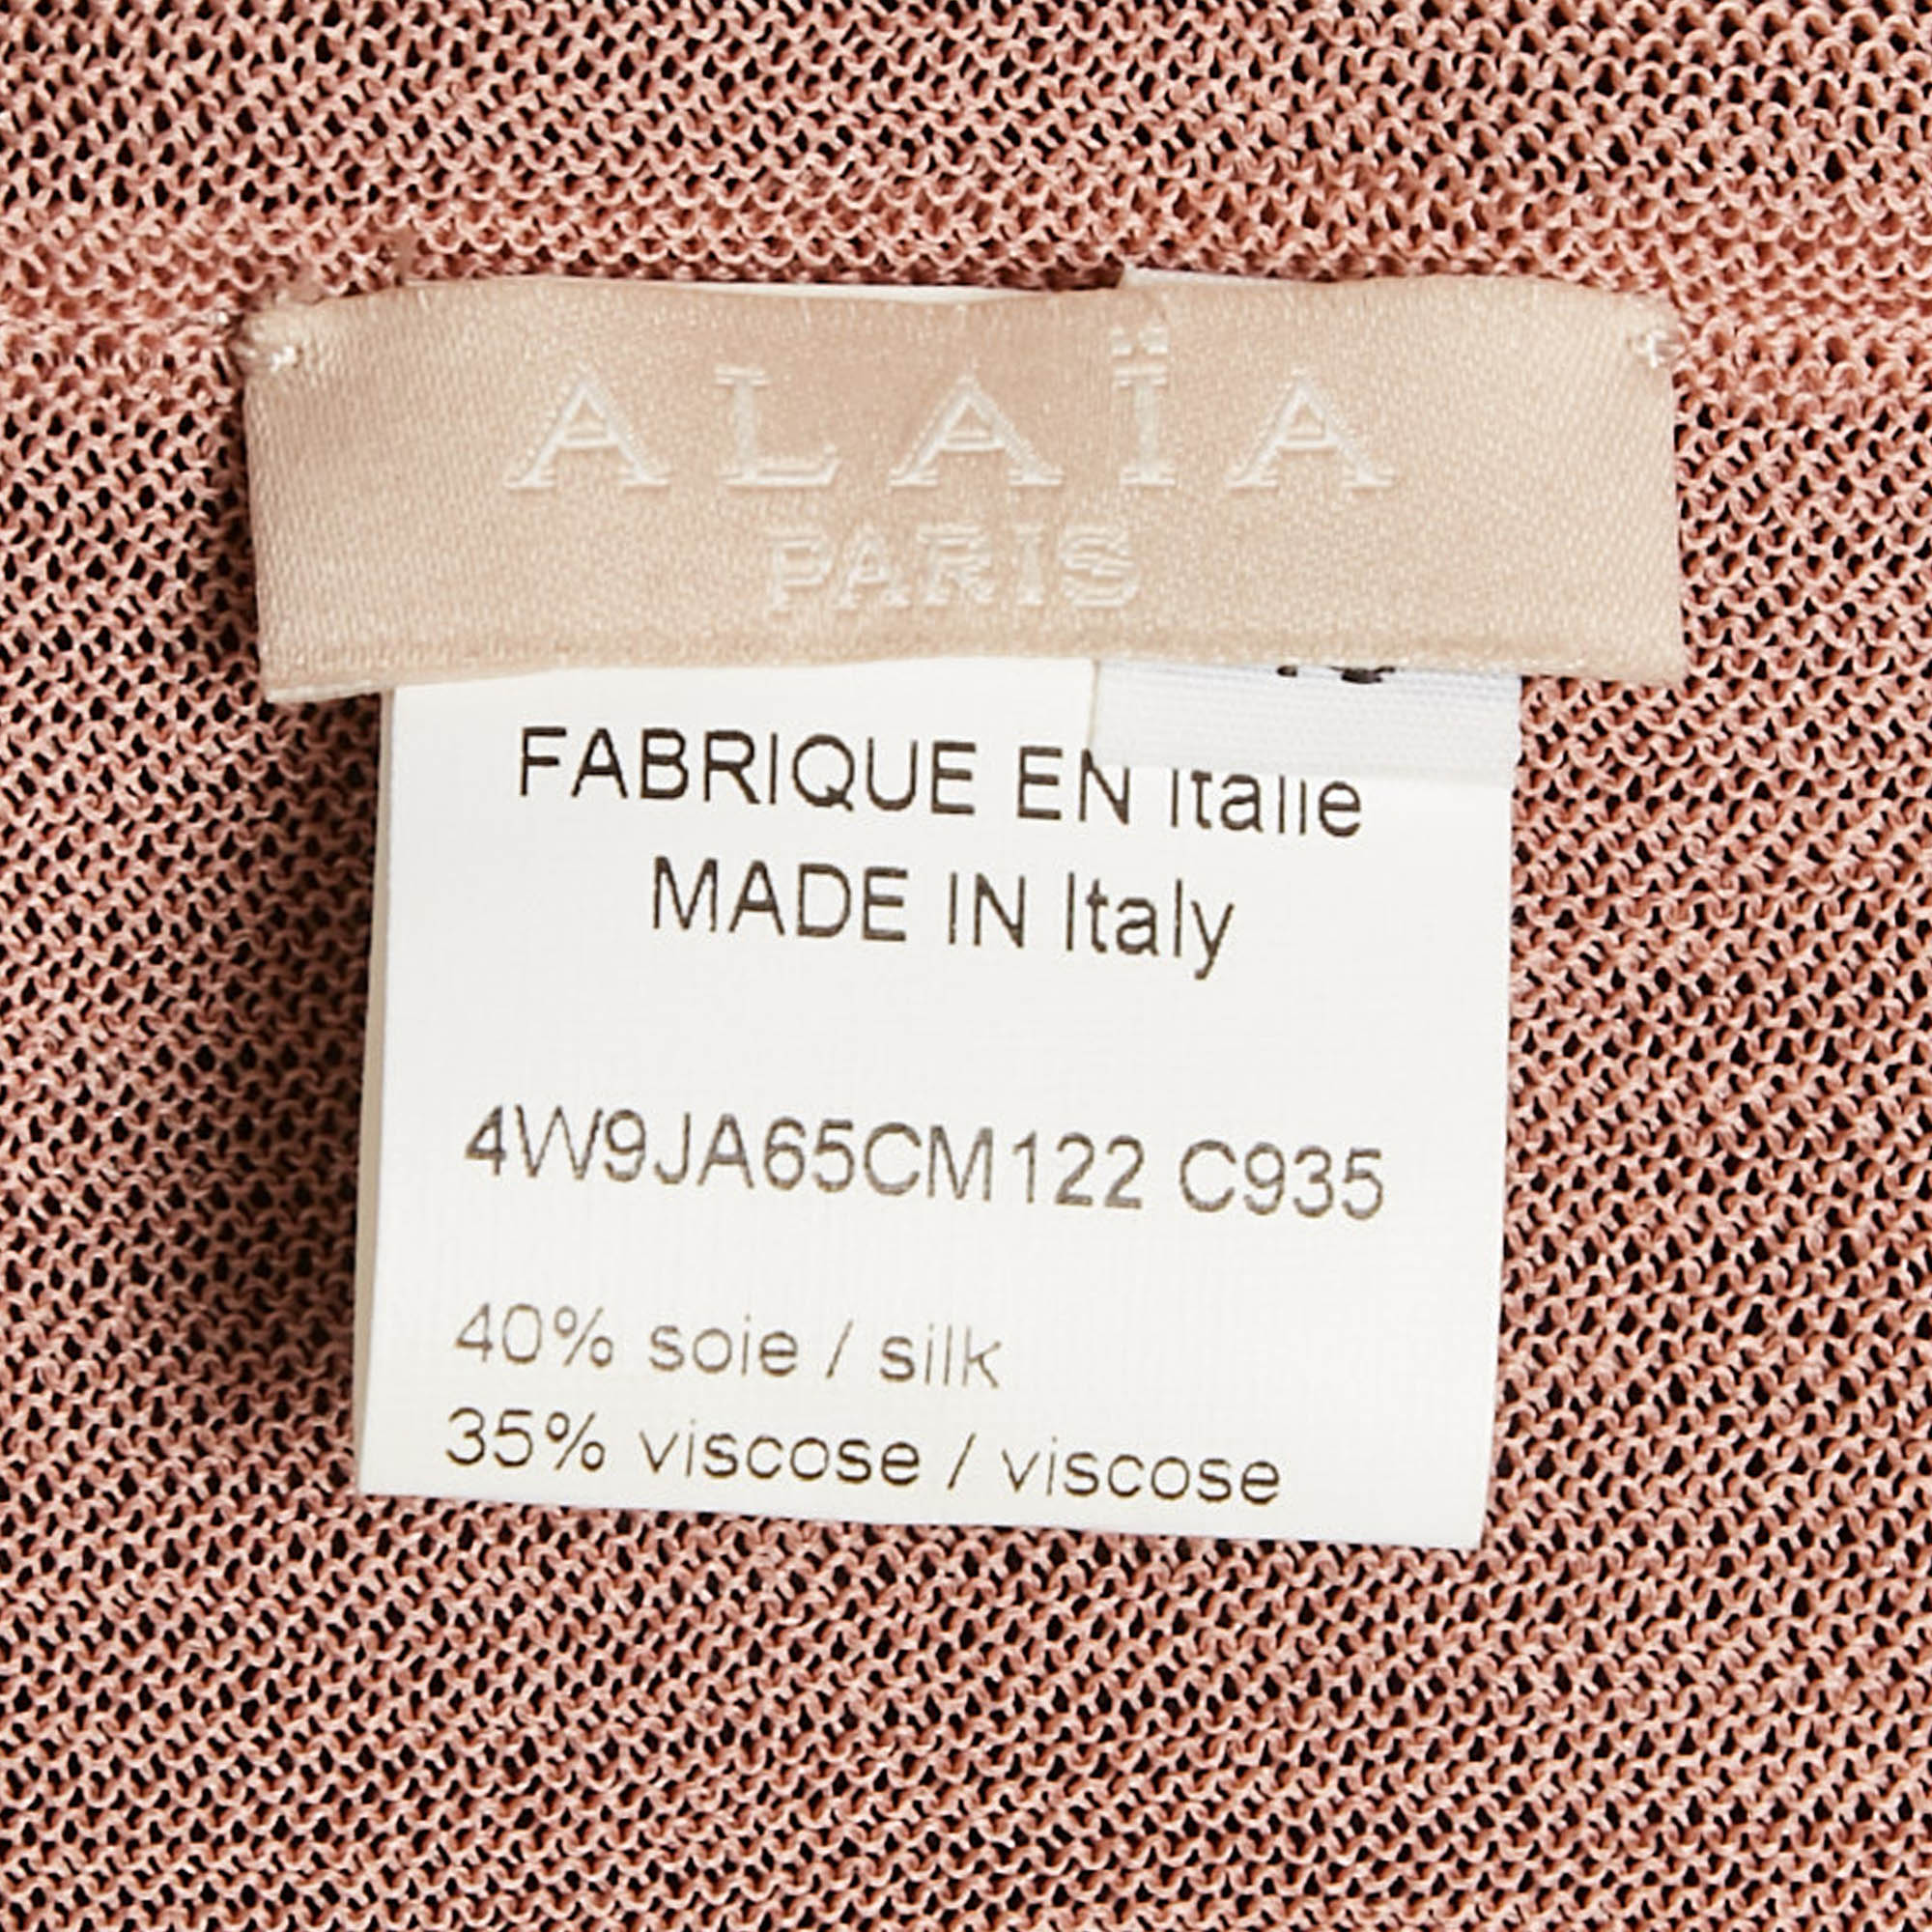 ALAÏA
PARIS
FABRIQUE EN Italie
MADE IN Italy
4W9JA65CM122 C935
40% soie / silk
35% viscose / viscose